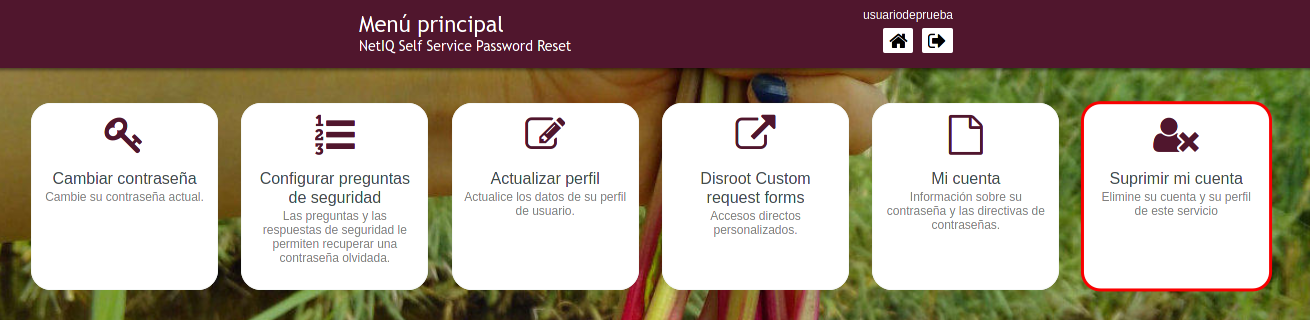 Menú principal
NetIQ Self Service Password Reset
usuariodeprueba
Cambiar contraseña
Cambie su contraseña actual.
1
2
3
Configurar preguntas
de seguridad
Las preguntas y las
respuestas de seguridad le
permiten recuperar una
contraseña olvidada.
Actualizar perfil
Actualice los datos de su perfil
de usuario.
Disroot Custom
request forms
Accesos directos
personalizados.
Mi cuenta
Información sobre su
contraseña y las directivas de
contraseñas.
Suprimir mi cuenta
Elimine su cuenta y su perfil
de este servicio